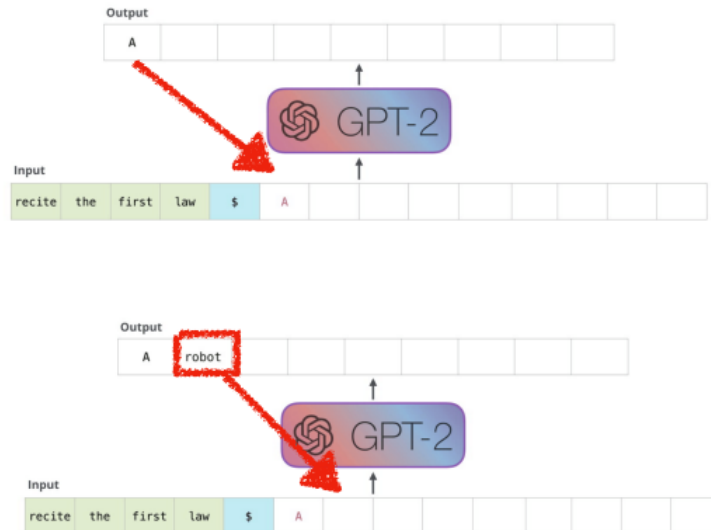 Output
A
GPT-2
Input
recite the first law $ A
Output
A robot
GPT-2
Input
recite the first law $ A